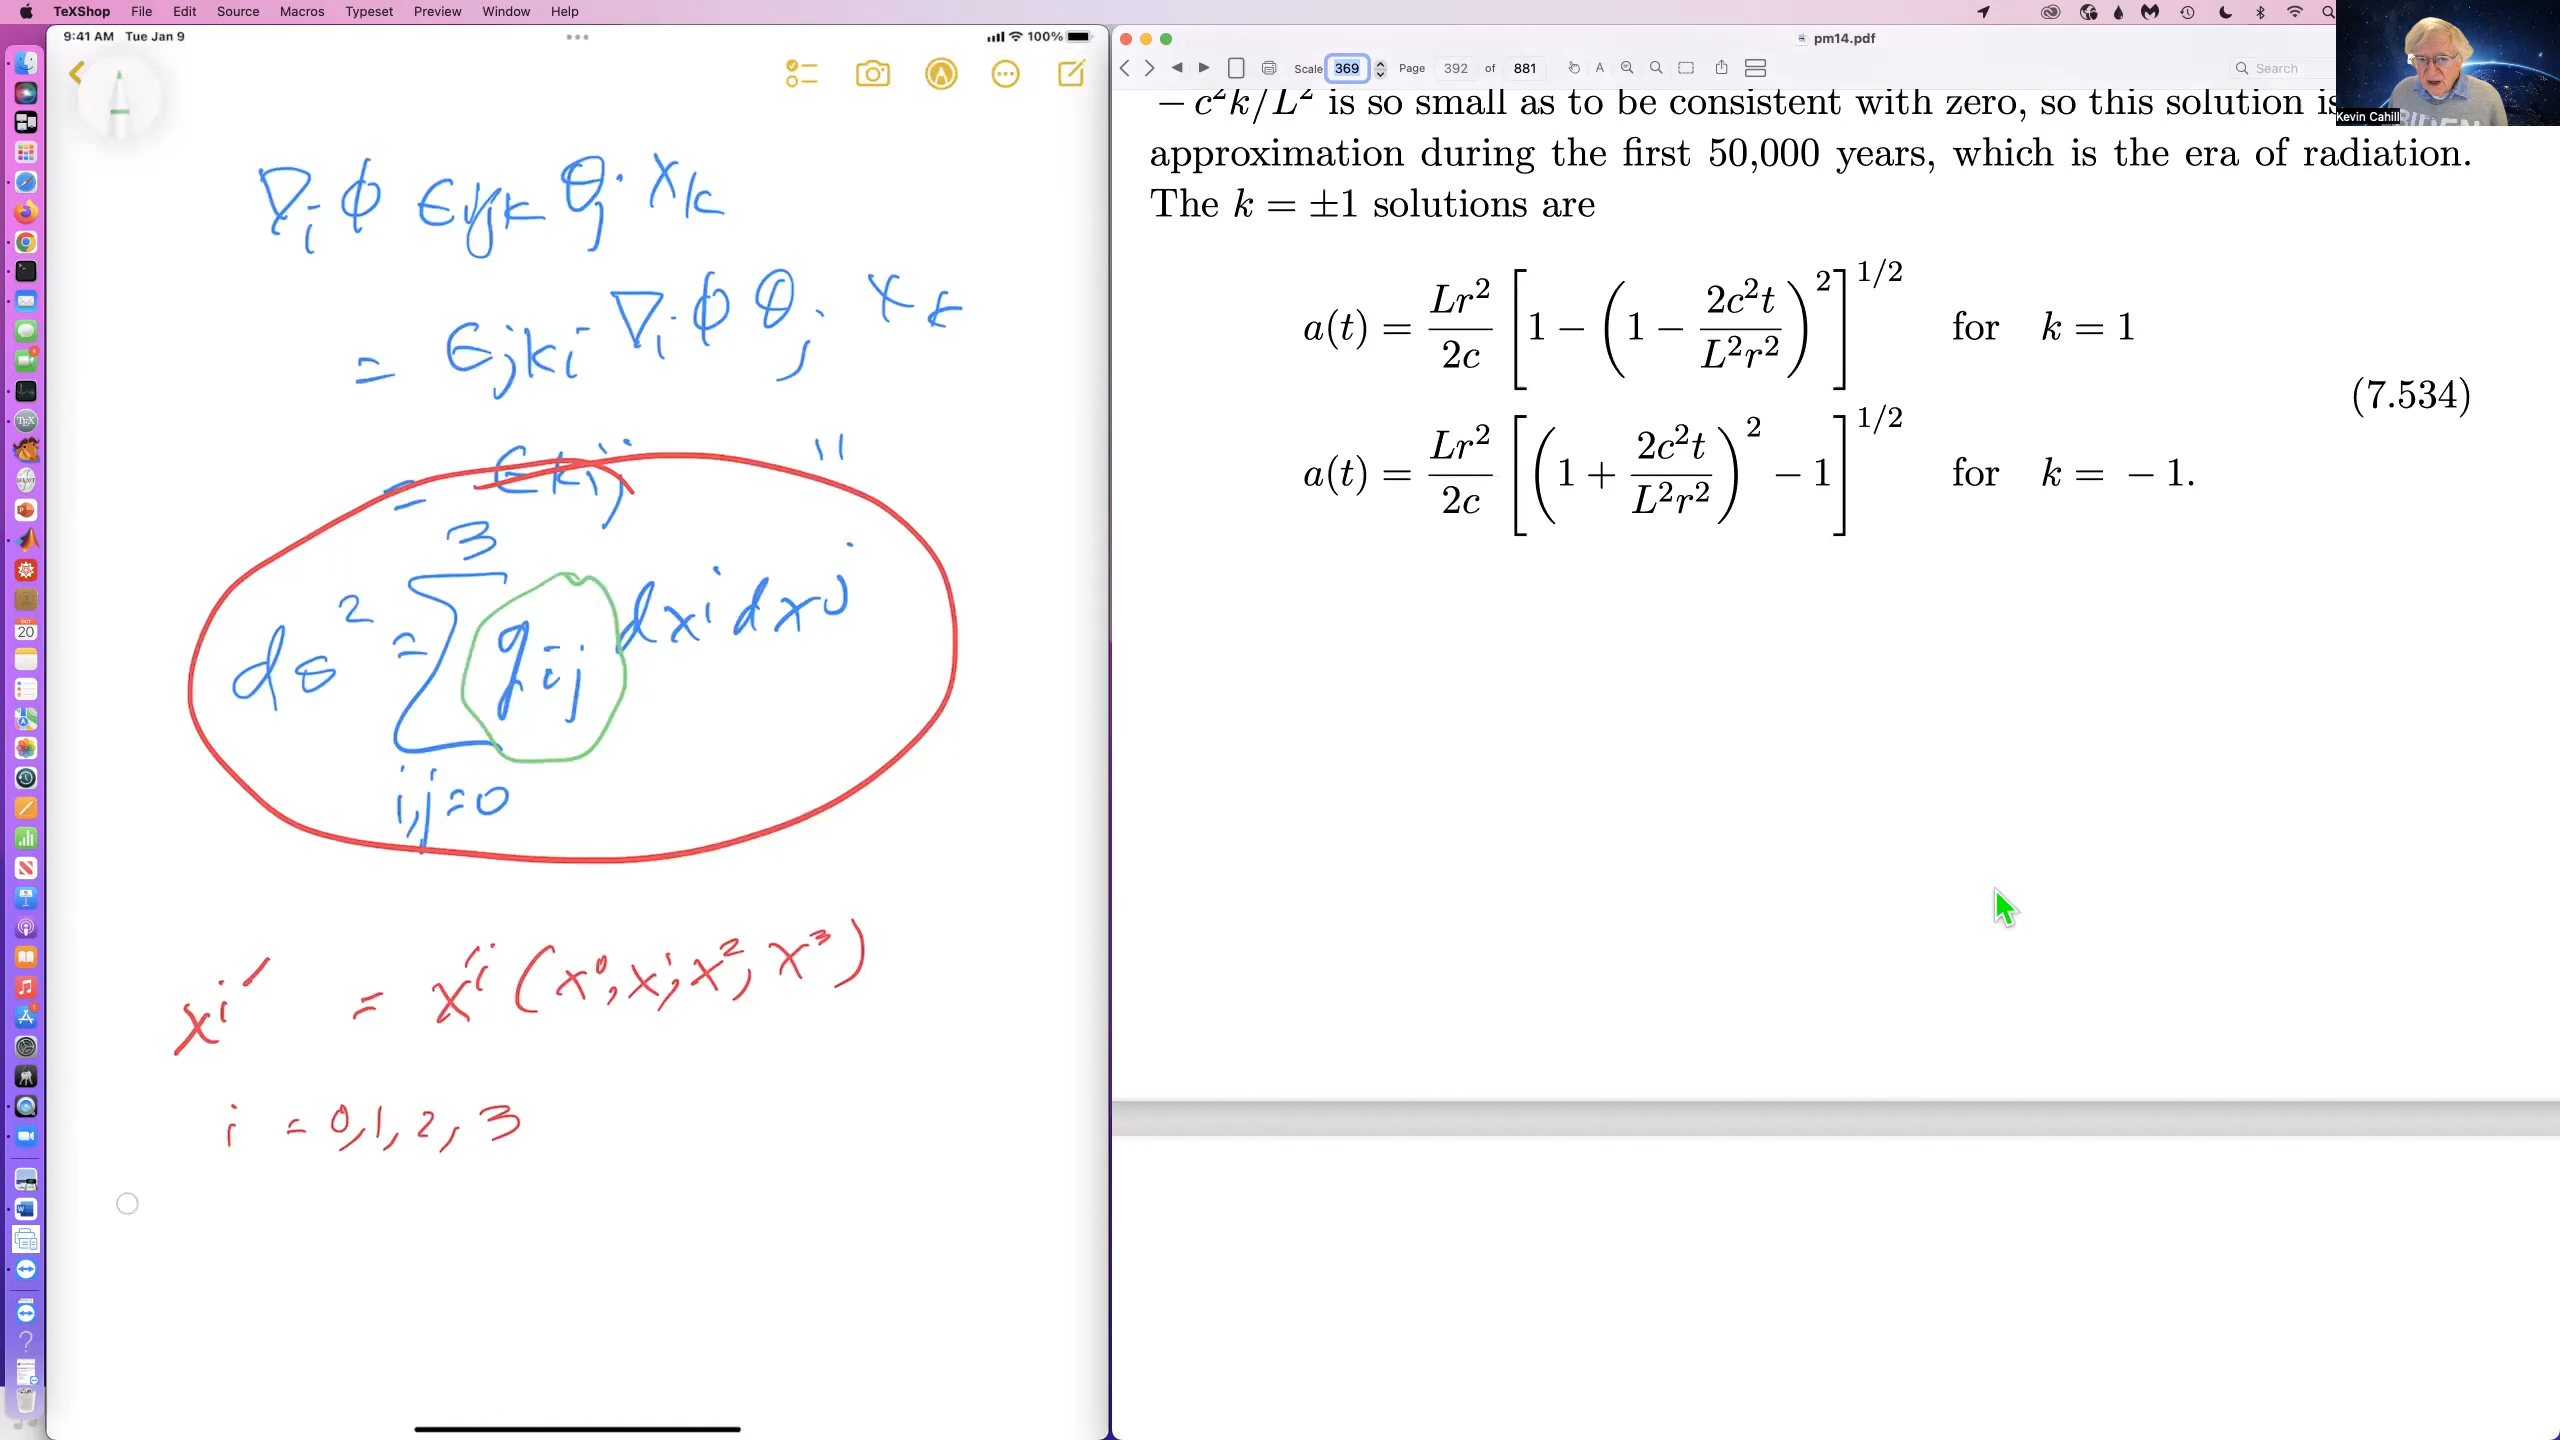 TeXShop File Edit Source Macros Typeset Preview Window Help
9:41 AM Tue Jan 9
100%
∇ᵢ ϕ ϵᵢⱼₖ θⱼ xₖ
= ϵⱼₖᵢ ∇ᵢ ϕ θⱼ xₖ
= ϵₖᵢⱼ "
ds² = ∑ gᵢⱼ dxⁱ dxʲ
3
i,j=0
xⁱ′ = x′ⁱ (x⁰, x¹, x², x³)
i = 0, 1, 2, 3
pm14.pdf
Scale 369 Page 392 of 881
Search
Kevin Cahill
− c²k/L² is so small as to be consistent with zero, so this solution is
approximation during the first 50,000 years, which is the era of radiation.
The k = ±1 solutions are
a(t) = Lr²/2c [1 − (1 − 2c²t/L²r²)²]^1/2 for k = 1
(7.534)
a(t) = Lr²/2c [(1 + 2c²t/L²r²)² − 1]^1/2 for k = − 1.
OCT
20